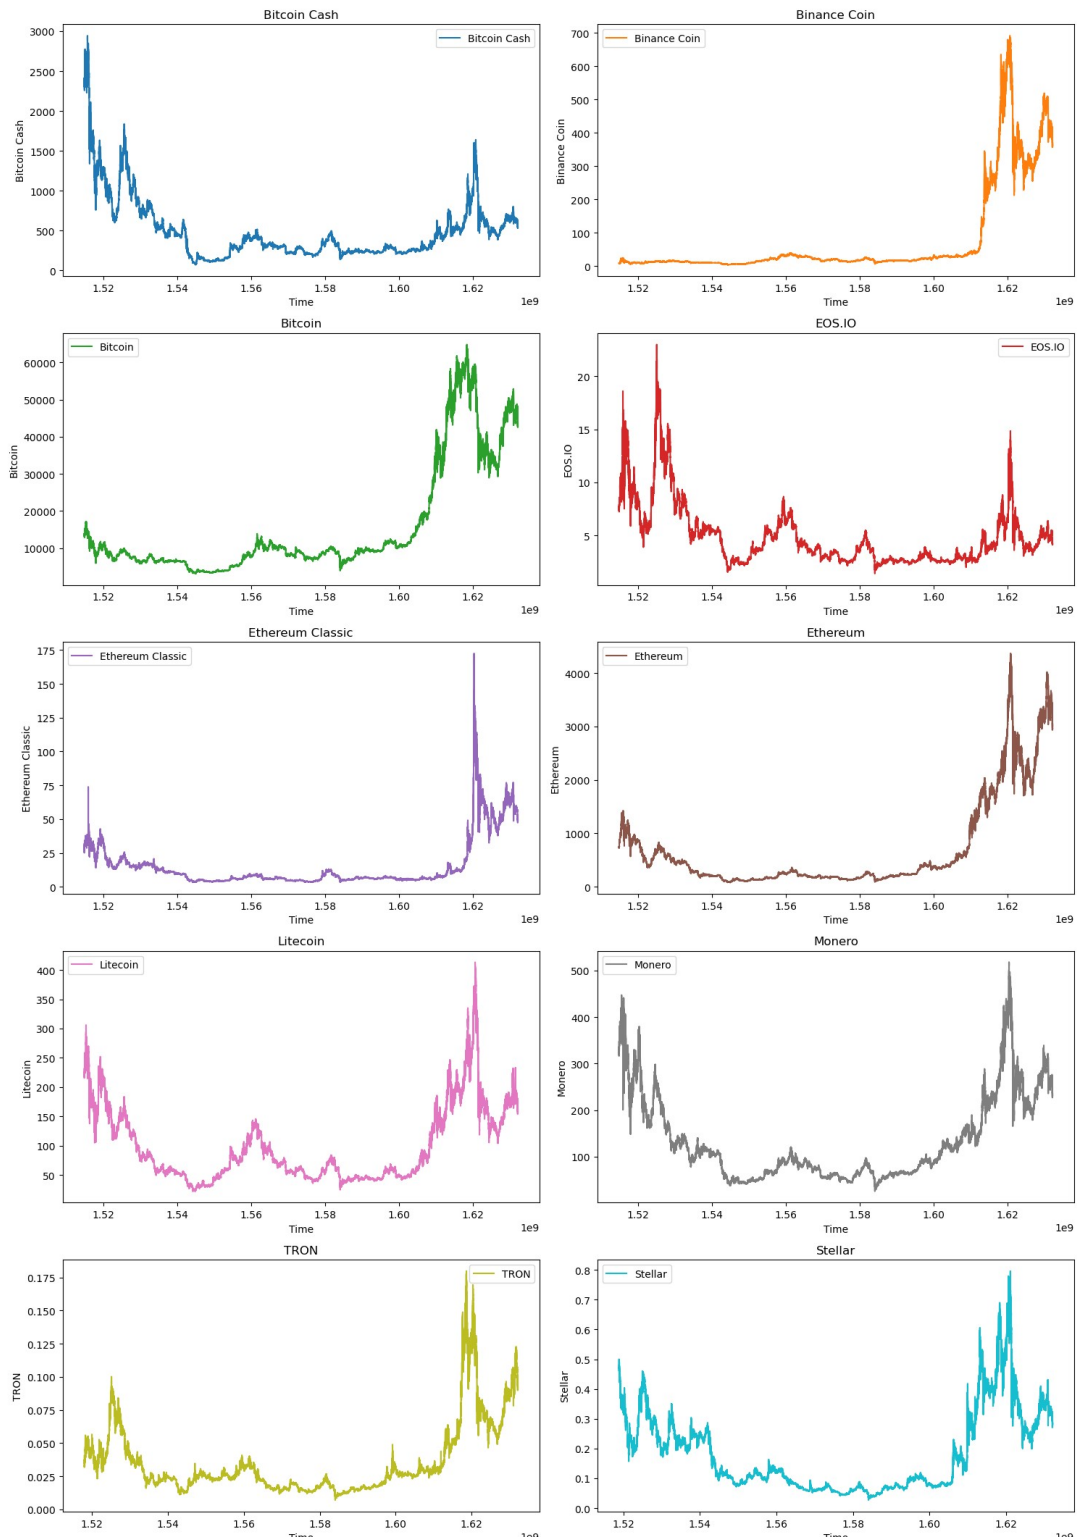 Bitcoin Cash
Bitcoin Cash
Bitcoin Cash
3000
2500
2000
1500
1000
500
0
1.52 1.54 1.56 1.58 1.60 1.62
1e9
Time
Binance Coin
Binance Coin
Binance Coin
700
600
500
400
300
200
100
0
1.52 1.54 1.56 1.58 1.60 1.62
1e9
Time
Bitcoin
Bitcoin
Bitcoin
60000
50000
40000
30000
20000
10000
1.52 1.54 1.56 1.58 1.60 1.62
1e9
Time
EOS.IO
EOS.IO
EOS.IO
20
15
10
5
1.52 1.54 1.56 1.58 1.60 1.62
1e9
Time
Ethereum Classic
Ethereum Classic
Ethereum Classic
175
150
125
100
75
50
25
0
1.52 1.54 1.56 1.58 1.60 1.62
1e9
Time
Ethereum
Ethereum
Ethereum
4000
3000
2000
1000
0
1.52 1.54 1.56 1.58 1.60 1.62
1e9
Time
Litecoin
Litecoin
Litecoin
400
350
300
250
200
150
100
50
1.52 1.54 1.56 1.58 1.60 1.62
1e9
Time
Monero
Monero
Monero
500
400
300
200
100
1.52 1.54 1.56 1.58 1.60 1.62
1e9
Time
TRON
TRON
TRON
0.175
0.150
0.125
0.100
0.075
0.050
0.025
0.000
1.52 1.54 1.56 1.58 1.60 1.62
1e9
Time
Stellar
Stellar
Stellar
0.8
0.7
0.6
0.5
0.4
0.3
0.2
0.1
0.0
1.52 1.54 1.56 1.58 1.60 1.62
1e9
Time